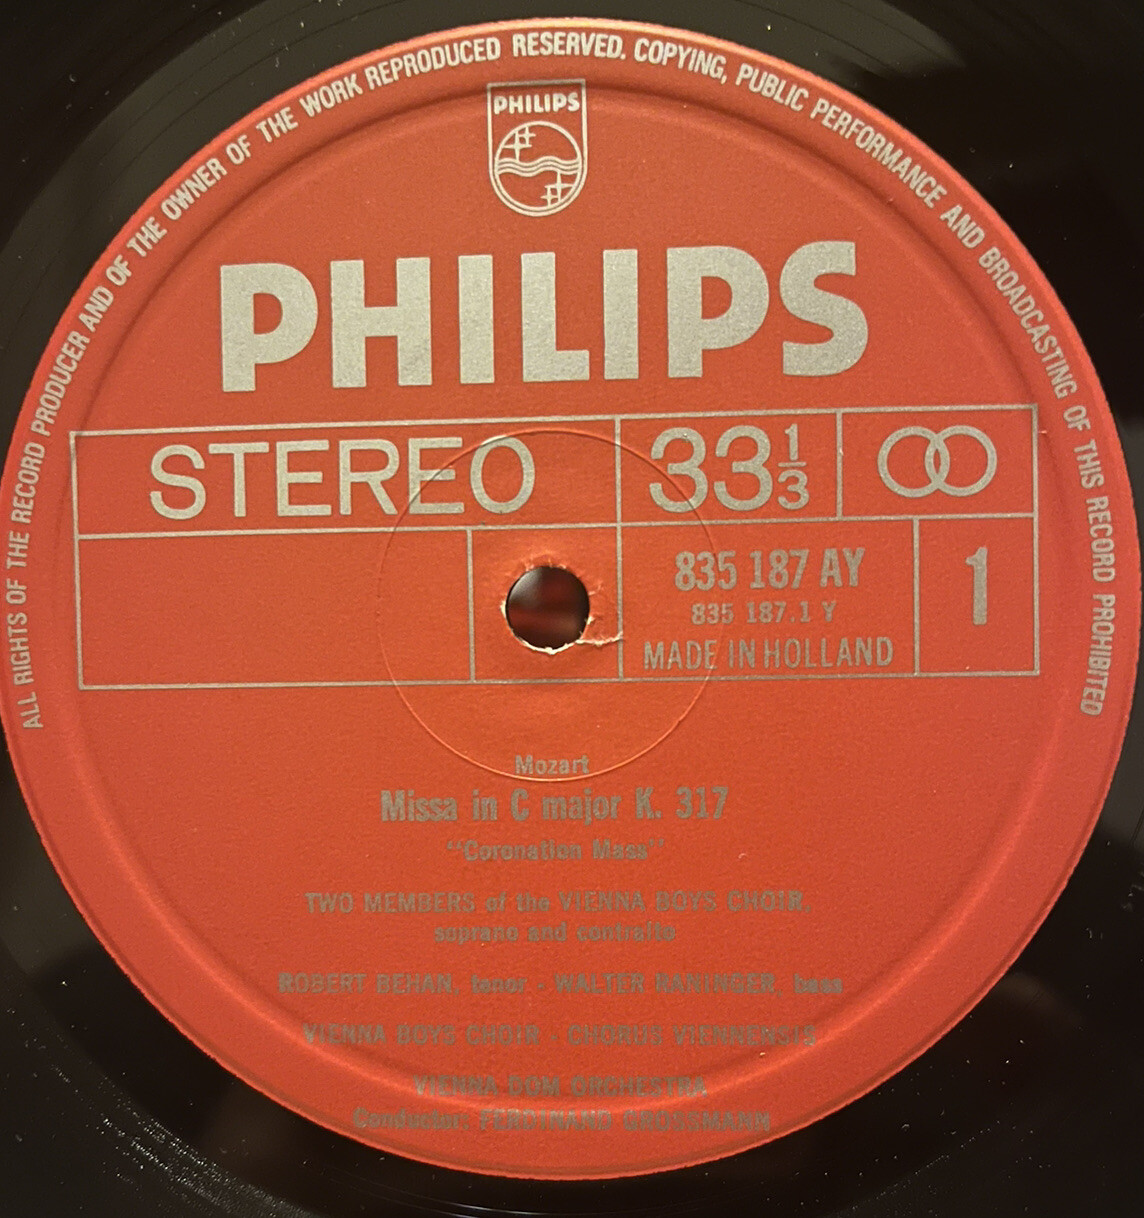 ALL RIGHTS OF THE RECORD PRODUCER AND OF THE OWNER OF THE WORK REPRODUCED RESERVED. COPYING, PUBLIC PERFORMANCE AND BROADCASTING OF THIS RECORD PROHIBITED
PHILIPS
PHILIPS
STEREO 33 1/3
835 187 AY 1
835 187.1 Y
MADE IN HOLLAND
Mozart
Missa in C major K. 317
"Coronation Mass"
TWO MEMBERS of the VIENNA BOYS CHOIR,
soprano and contralto
ROBERT BEHAN, tenor - WALTER RANINGER, bass
VIENNA BOYS CHOIR - CHORUS VIENNENSIS
VIENNA DOM ORCHESTRA
Conductor: FERDINAND GROSSMANN